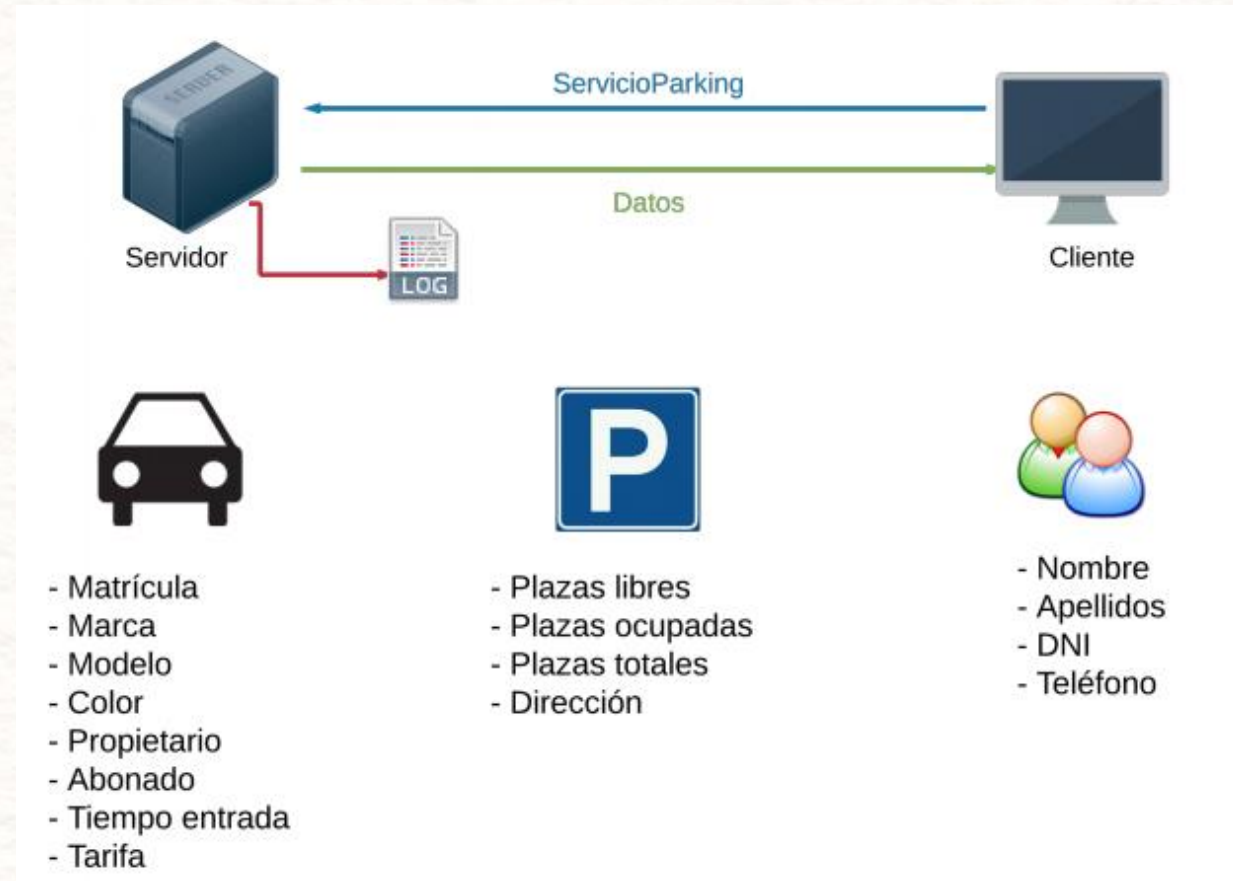 SERVER
ServicioParking
Datos
Servidor
LOG
Cliente
P
- Matrícula
- Marca
- Modelo
- Color
- Propietario
- Abonado
- Tiempo entrada
- Tarifa
- Plazas libres
- Plazas ocupadas
- Plazas totales
- Dirección
- Nombre
- Apellidos
- DNI
- Teléfono